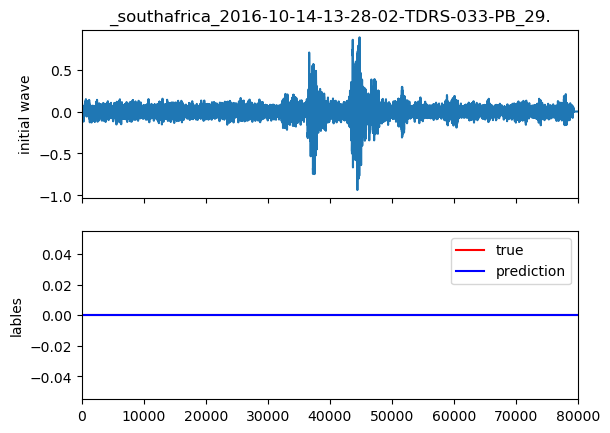 _southafrica_2016-10-14-13-28-02-TDRS-033-PB_29.
initial wave
0.5
0.0
−0.5
−1.0
lables
0.04
0.02
0.00
−0.02
−0.04
true
prediction
0 10000 20000 30000 40000 50000 60000 70000 80000